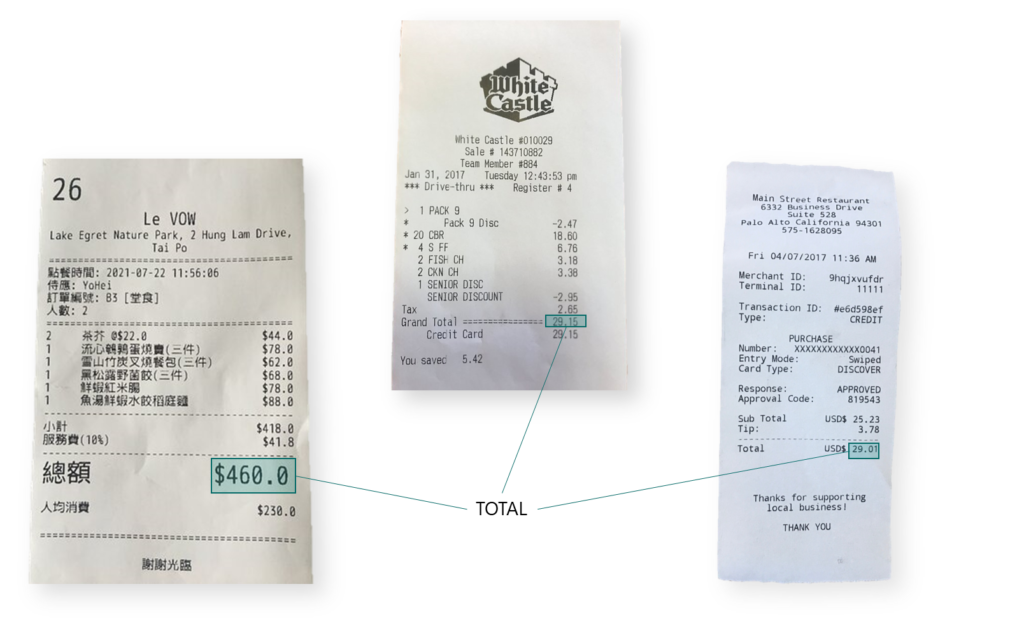 26
Le VOW
Lake Egret Nature Park, 2 Hung Lam Drive,
Tai Po
點餐時間: 2021-07-22 11:56:06
侍應: YoHei
訂單編號: B3 [堂食]
人數: 2
2 茶芥 @$22.0 $44.0
1 流心鵪鶉蛋燒賣(三件) $78.0
1 雪山竹炭叉燒餐包(三件) $62.0
1 黑松露野菌餃(三件) $68.0
1 鮮蝦紅米腸 $78.0
1 魚湯鮮蝦水餃稻庭麵 $88.0
小計 $418.0
服務費(10%) $41.8
總額 $460.0
人均消費 $230.0
謝謝光臨
White
Castle
White Castle #010029
Sale # 143710882
Team Member #884
Jan 31, 2017 Tuesday 12:43:53 pm
*** Drive-thru *** Register # 4
> 1 PACK 9
* Pack 9 Disc -2.47
* 20 CBR 18.60
* 4 S FF 6.76
2 FISH CH 3.18
2 CKN CH 3.38
1 SENIOR DISC
SENIOR DISCOUNT -2.95
Tax 2.65
Grand Total ================ 29.15
Credit Card 29.15
You saved 5.42
TOTAL
Main Street Restaurant
6332 Business Drive
Suite 528
Palo Alto California 94301
575-1628095
Fri 04/07/2017 11:36 AM
Merchant ID: 9hqjxvufdr
Terminal ID: 11111
Transaction ID: #e6d598ef
Type: CREDIT
PURCHASE
Number: XXXXXXXXXXXX0041
Entry Mode: Swiped
Card Type: DISCOVER
Response: APPROVED
Approval Code: 819543
Sub Total USD$ 25.23
Tip: 3.78
Total USD$ 29.01
Thanks for supporting
local business!
THANK YOU